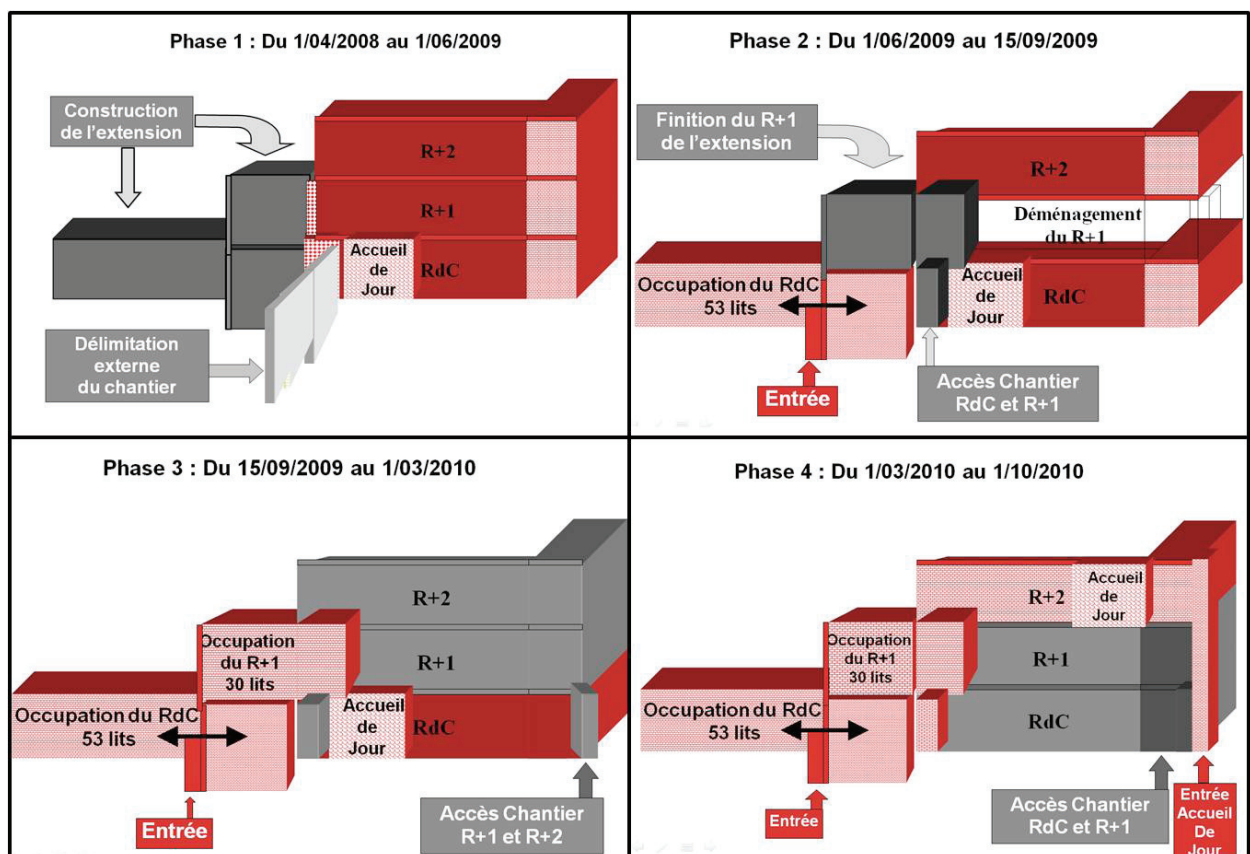 Phase 1 : Du 1/04/2008 au 1/06/2009
Construction
de l'extension
R+2
R+1
Accueil
de
Jour
RdC
Délimitation
externe
du chantier
Phase 2 : Du 1/06/2009 au 15/09/2009
Finition du R+1
de l'extension
R+2
Déménagement
du R+1
Occupation du RdC
53 lits
Accueil
de
Jour
RdC
Entrée
Accès Chantier
RdC et R+1
Phase 3 : Du 15/09/2009 au 1/03/2010
R+2
Occupation
du R+1
30 lits
R+1
Occupation du RdC
53 lits
Accueil
de
Jour
RdC
Entrée
Accès Chantier
R+1 et R+2
Phase 4 : Du 1/03/2010 au 1/10/2010
R+2
Accueil
de
Jour
Occupation
du R+1
30 lits
R+1
Occupation du RdC
53 lits
RdC
Entrée
Accès Chantier
RdC et R+1
Entrée
Accueil
De
Jour